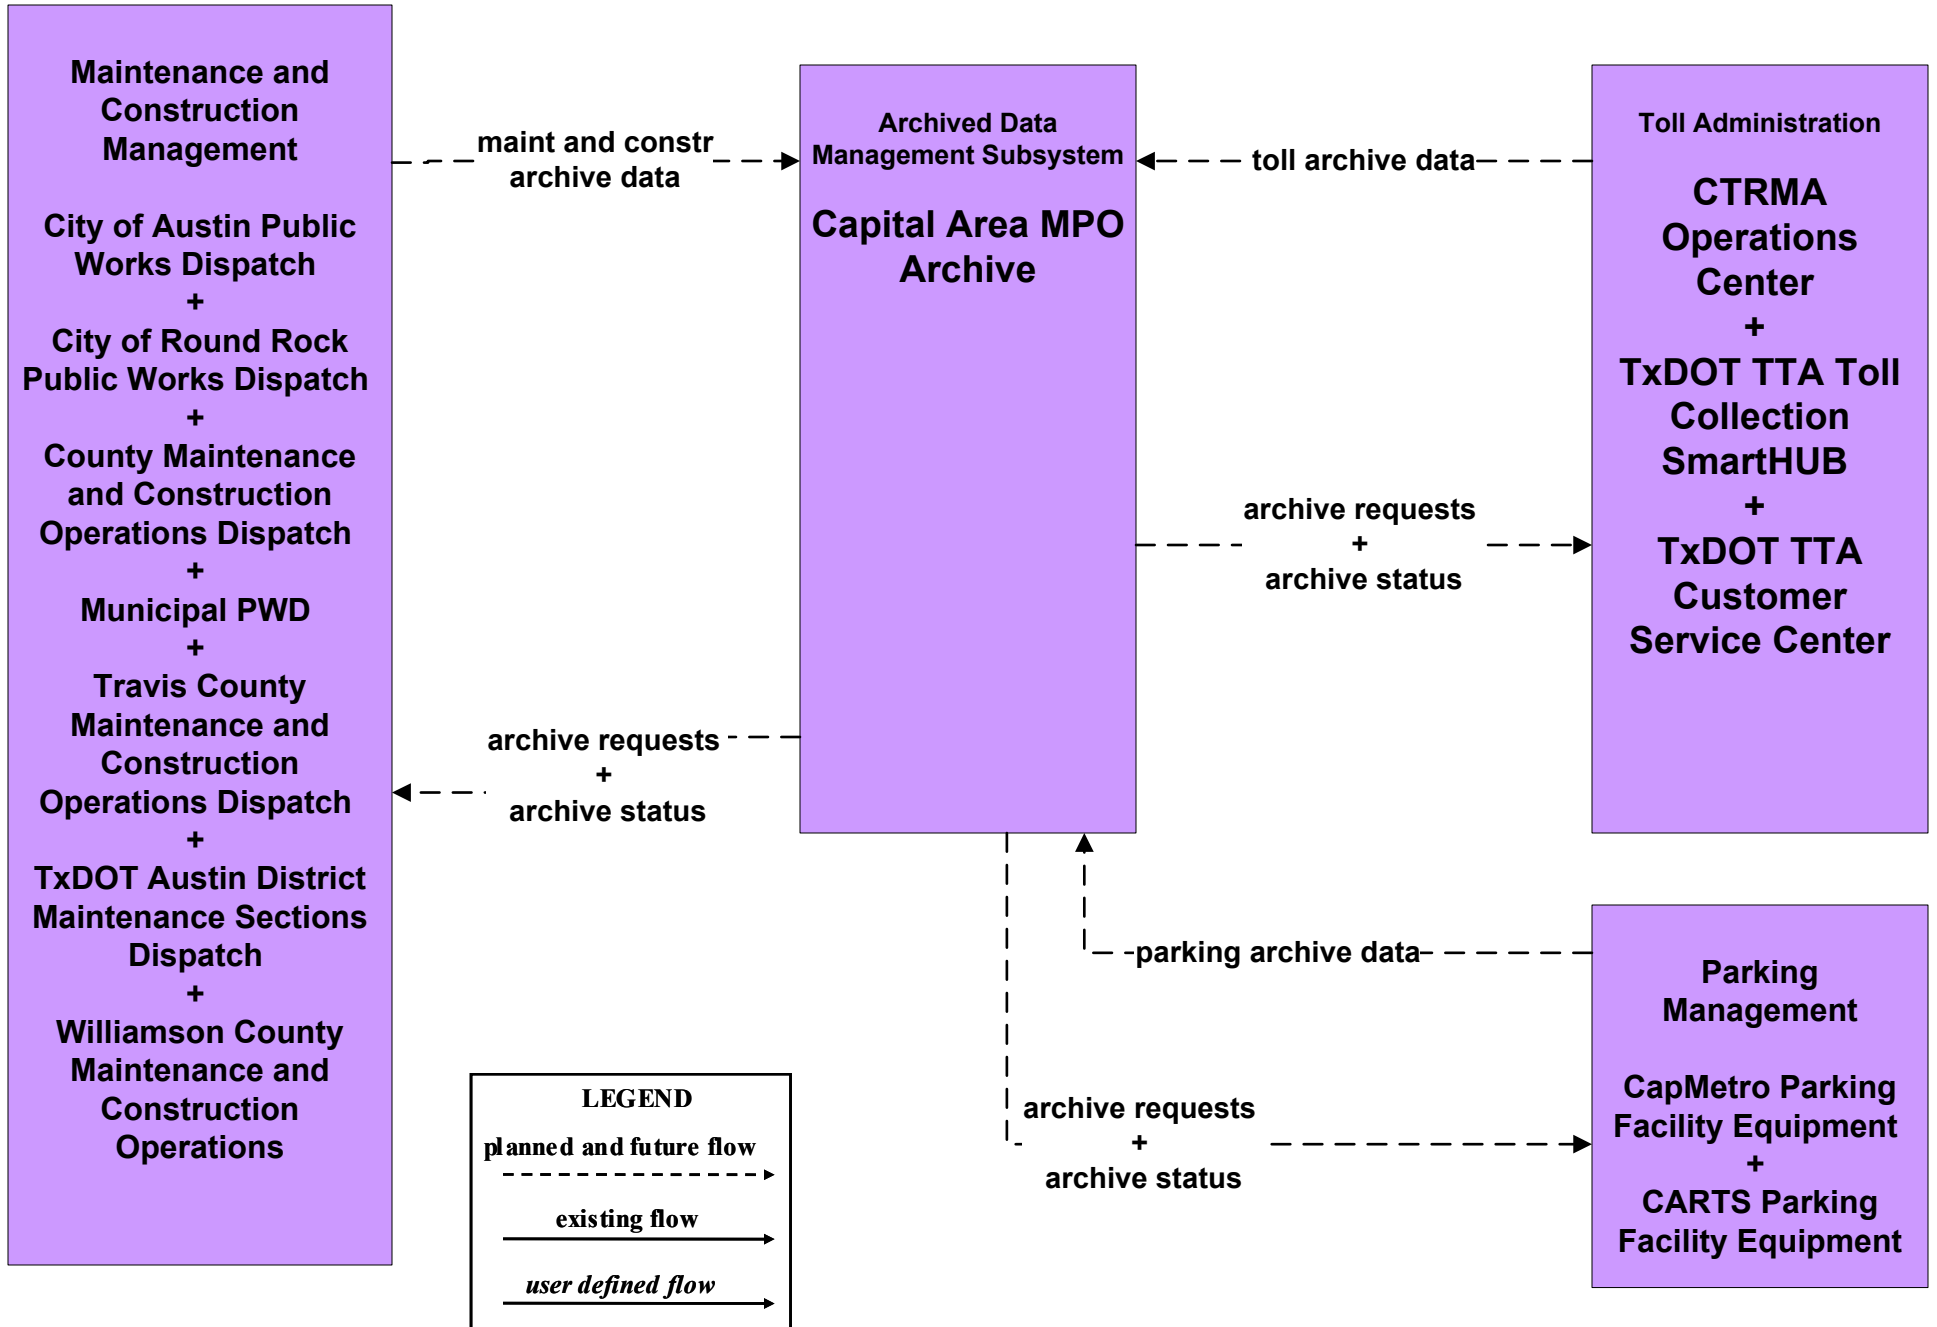 Maintenance and
Construction
Management
City of Austin Public
Works Dispatch
+
City of Round Rock
Public Works Dispatch
+
County Maintenance
and Construction
Operations Dispatch
+
Municipal PWD
+
Travis County
Maintenance and
Construction
Operations Dispatch
+
TxDOT Austin District
Maintenance Sections
Dispatch
+
Williamson County
Maintenance and
Construction
Operations
maint and constr
archive data
archive requests
+
archive status
Archived Data
Management Subsystem
Capital Area MPO
Archive
toll archive data
archive requests
+
archive status
Toll Administration
CTRMA
Operations
Center
+
TxDOT TTA Toll
Collection
SmartHUB
+
TxDOT TTA
Customer
Service Center
parking archive data
archive requests
+
archive status
Parking
Management
CapMetro Parking
Facility Equipment
+
CARTS Parking
Facility Equipment
LEGEND
planned and future flow
existing flow
user defined flow